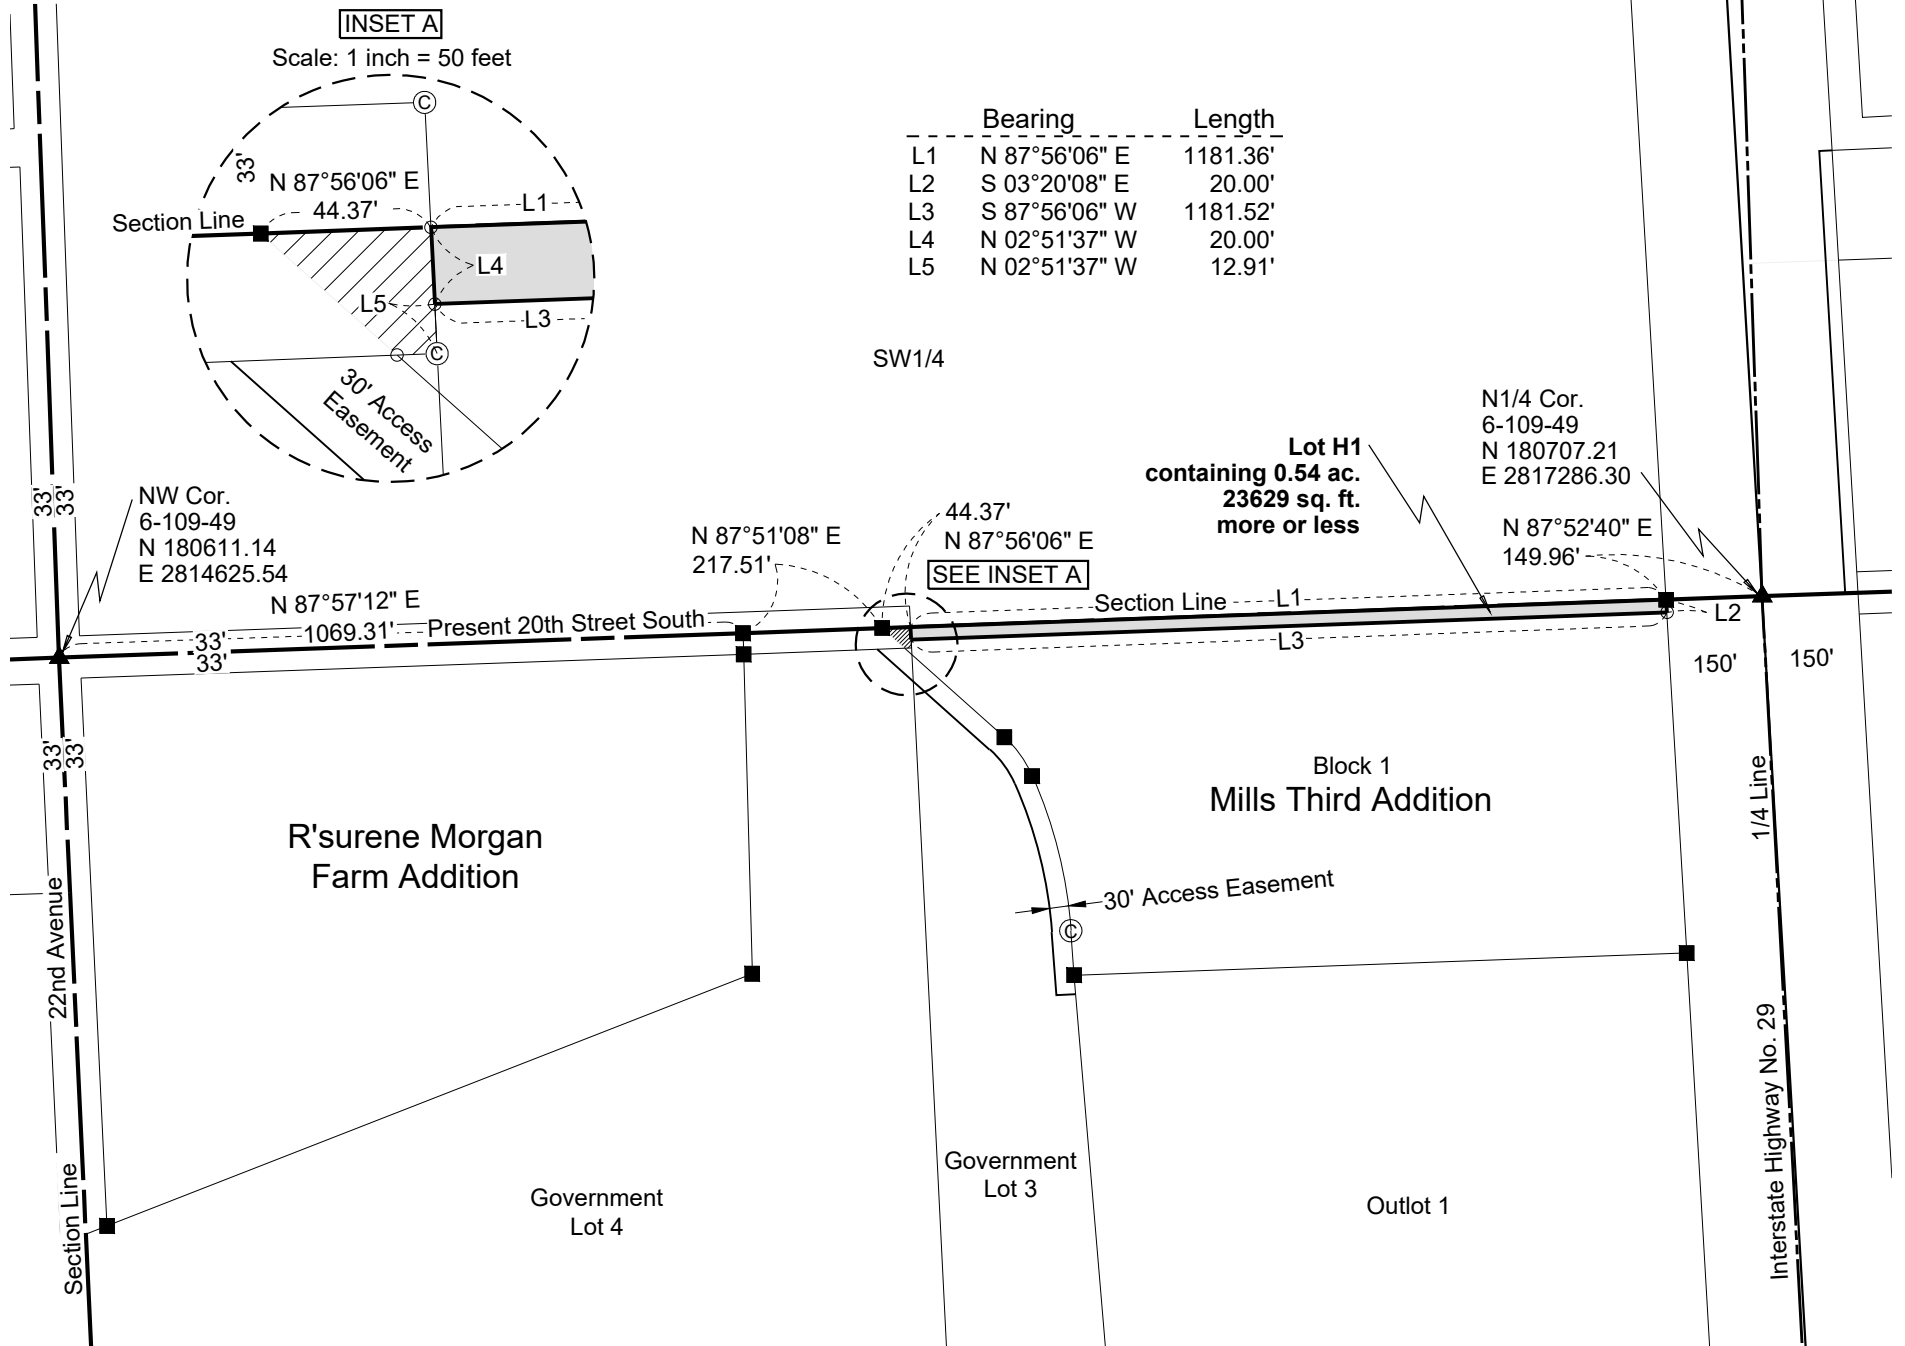 INSET A
Scale: 1 inch = 50 feet
C
33'
N 87°56'06" E
44.37'
Section Line
L1
L4
L5
L3
C
30' Access
Easement
Bearing Length
L1 N 87°56'06" E 1181.36'
L2 S 03°20'08" E 20.00'
L3 S 87°56'06" W 1181.52'
L4 N 02°51'37" W 20.00'
L5 N 02°51'37" W 12.91'
SW1/4
N1/4 Cor.
6-109-49
N 180707.21
E 2817286.30
Lot H1
containing 0.54 ac.
23629 sq. ft.
more or less
33'
33'
NW Cor.
6-109-49
N 180611.14
E 2814625.54
N 87°51'08" E
217.51'
44.37'
N 87°56'06" E
SEE INSET A
N 87°52'40" E
149.96'
N 87°57'12" E
1069.31'
33'
33'
Present 20th Street South
Section Line
L1
L3
L2
150'
150'
33'
33'
Block 1
Mills Third Addition
R'surene Morgan
Farm Addition
30' Access Easement
C
1/4 Line
22nd Avenue
Section Line
Interstate Highway No. 29
Government
Lot 4
Government
Lot 3
Outlot 1